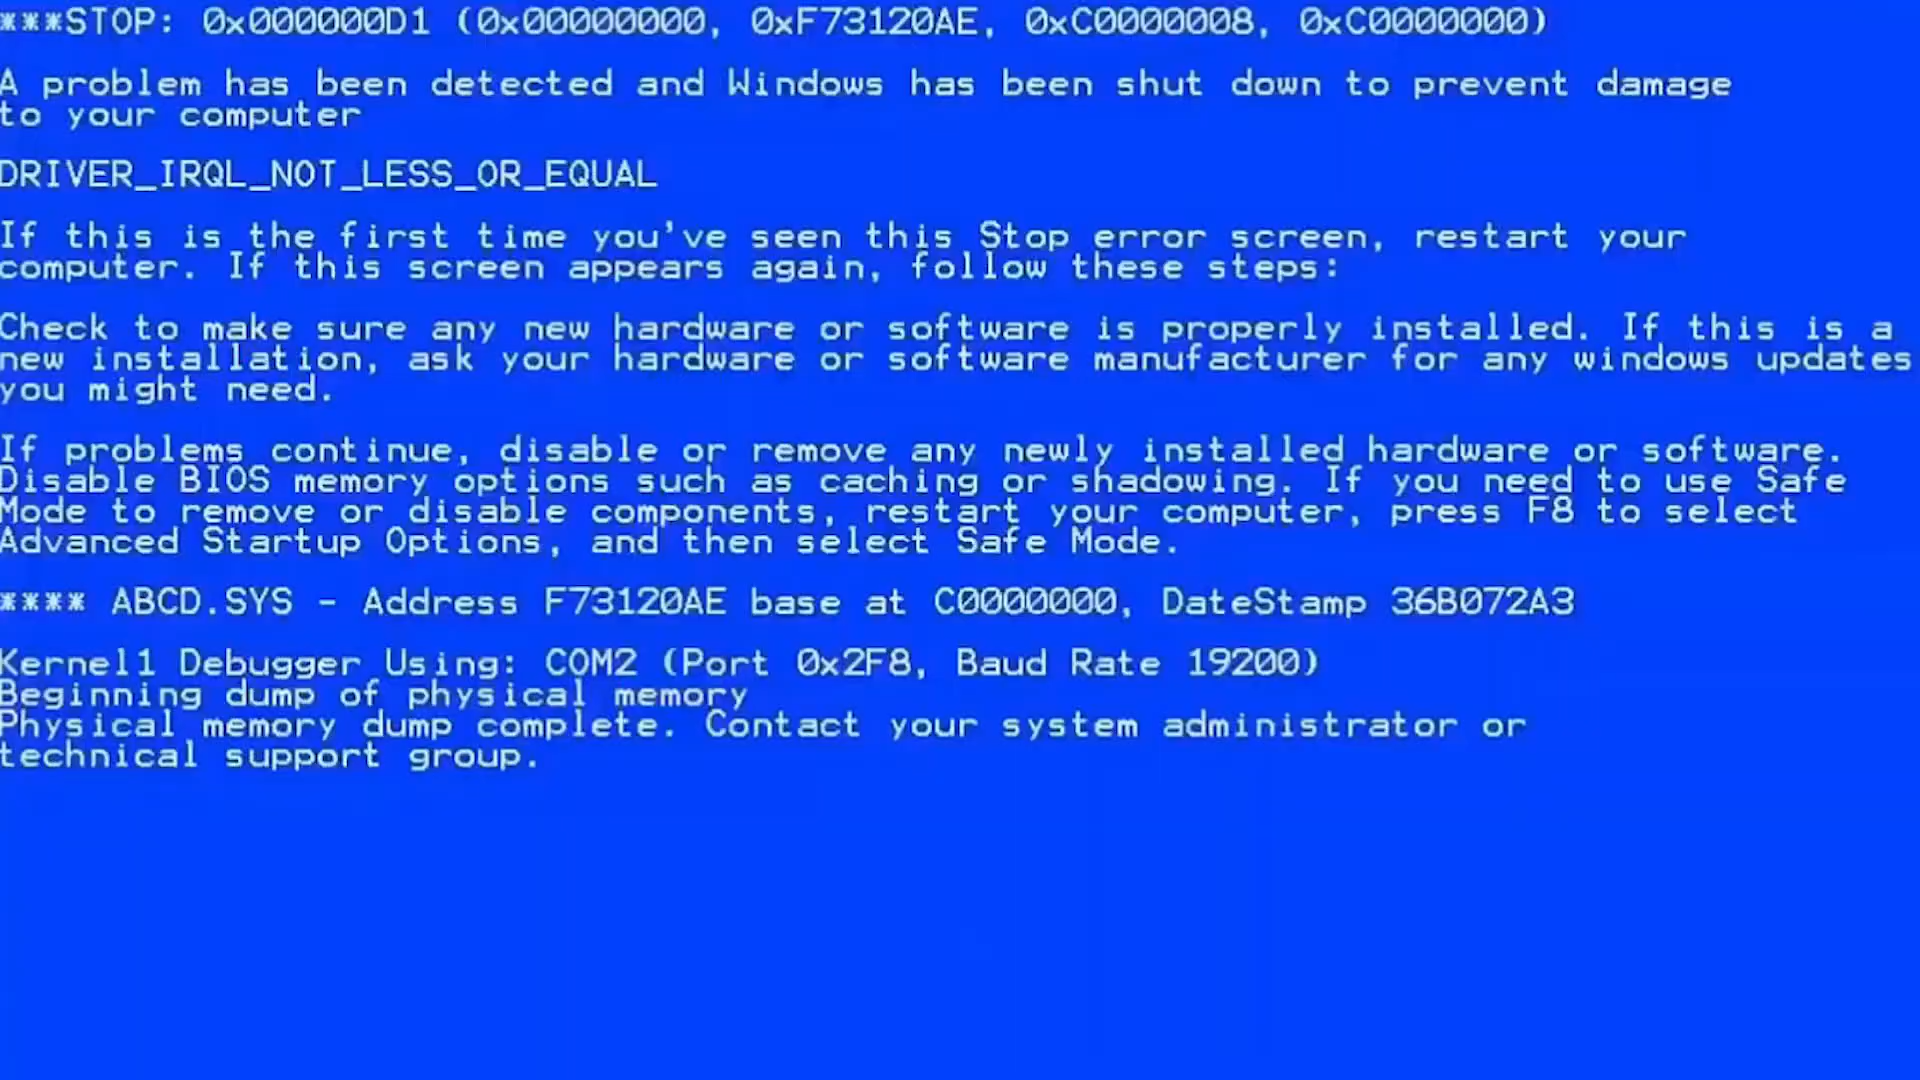 ***STOP: 0x000000D1 (0x00000000, 0xF73120AE, 0xC0000008, 0xC0000000)
A problem has been detected and Windows has been shut down to prevent damage
to your computer
DRIVER_IRQL_NOT_LESS_OR_EQUAL
If this is the first time you've seen this Stop error screen, restart your
computer. If this screen appears again, follow these steps:
Check to make sure any new hardware or software is properly installed. If this is a
new installation, ask your hardware or software manufacturer for any windows updates
you might need.
If problems continue, disable or remove any newly installed hardware or software.
Disable BIOS memory options such as caching or shadowing. If you need to use Safe
Mode to remove or disable components, restart your computer, press F8 to select
Advanced Startup Options, and then select Safe Mode.
**** ABCD.SYS - Address F73120AE base at C0000000, DateStamp 36B072A3
Kernel1 Debugger Using: COM2 (Port 0x2F8, Baud Rate 19200)
Beginning dump of physical memory
Physical memory dump complete. Contact your system administrator or
technical support group.